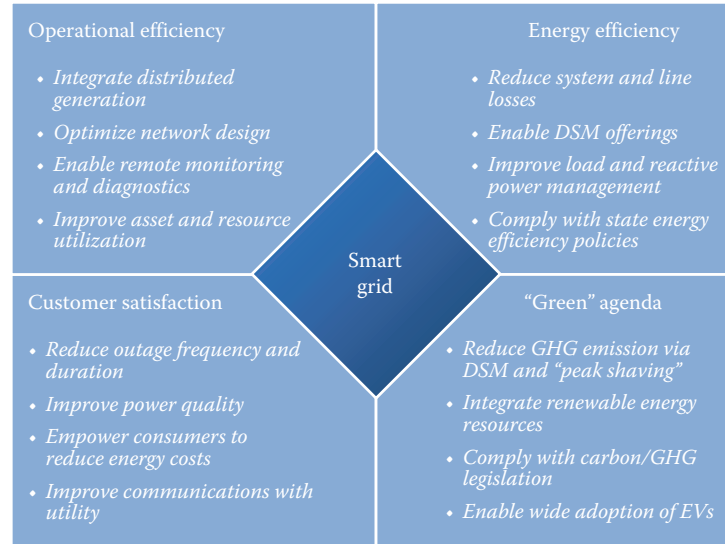 Operational efficiency
• Integrate distributed
generation
• Optimize network design
• Enable remote monitoring
and diagnostics
• Improve asset and resource
utilization
Energy efficiency
• Reduce system and line
losses
• Enable DSM offerings
• Improve load and reactive
power management
• Comply with state energy
efficiency policies
Smart
grid
Customer satisfaction
• Reduce outage frequency and
duration
• Improve power quality
• Empower consumers to
reduce energy costs
• Improve communications with
utility
“Green” agenda
• Reduce GHG emission via
DSM and “peak shaving”
• Integrate renewable energy
resources
• Comply with carbon/GHG
legislation
• Enable wide adoption of EVs